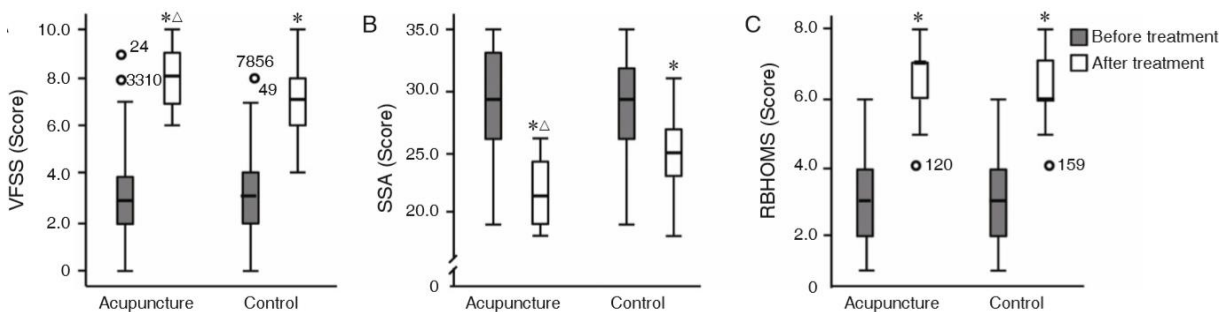 B
C
VFSS (Score)
10.0
8.0
6.0
4.0
2.0
0
24
3310
*△
7856
49
*
Acupuncture
Control
SSA (Score)
35.0
30.0
25.0
20.0
0
*△
*
Acupuncture
Control
RBHOMS (Score)
8.0
6.0
4.0
2.0
0
*
120
*
159
Acupuncture
Control
Before treatment
After treatment